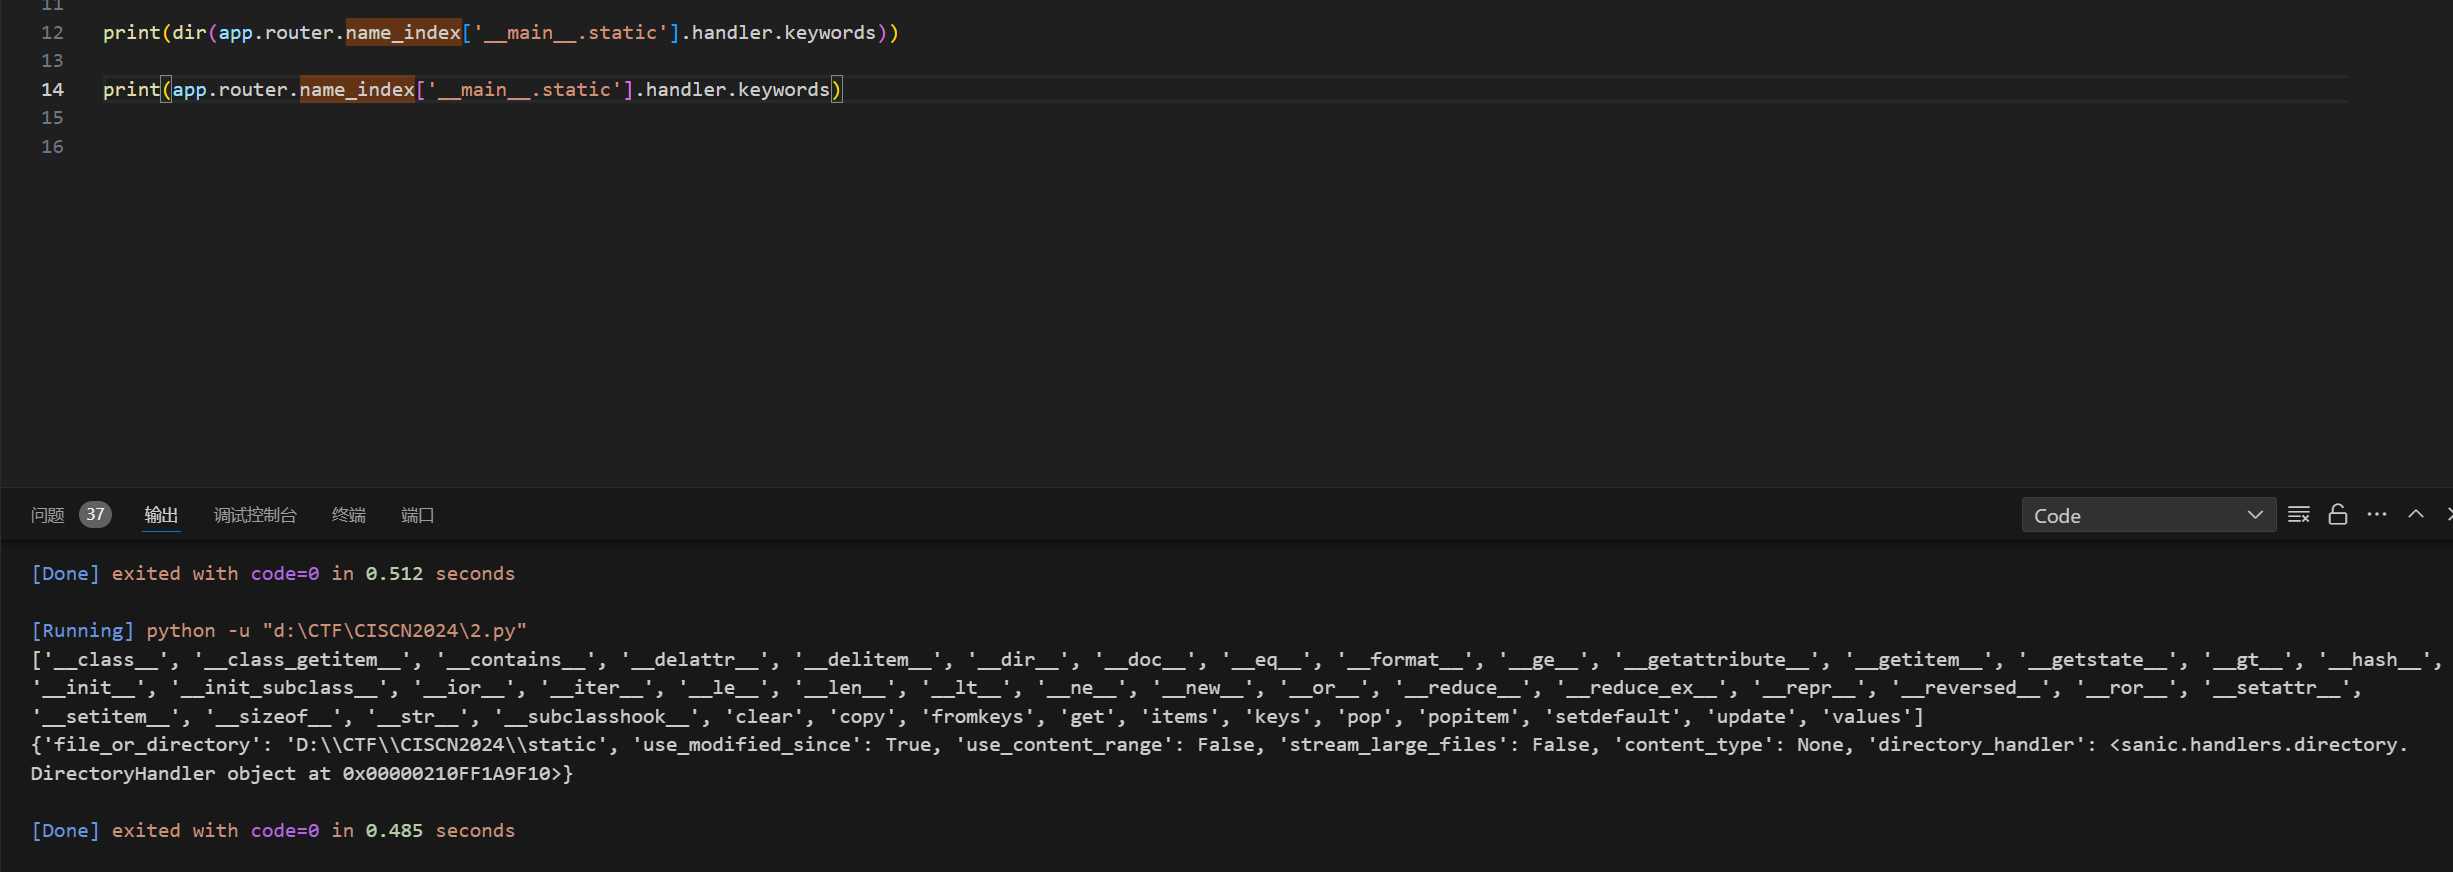 11
12 print(dir(app.router.name_index['__main__.static'].handler.keywords))
13
14 print(app.router.name_index['__main__.static'].handler.keywords)
15
16
问题 37 输出 调试控制台 终端 端口 Code
[Done] exited with code=0 in 0.512 seconds
[Running] python -u "d:\CTF\CISCN2024\2.py"
['__class__', '__class_getitem__', '__contains__', '__delattr__', '__delitem__', '__dir__', '__doc__', '__eq__', '__format__', '__ge__', '__getattribute__', '__getitem__', '__getstate__', '__gt__', '__hash__',
'__init__', '__init_subclass__', '__ior__', '__iter__', '__le__', '__len__', '__lt__', '__ne__', '__new__', '__or__', '__reduce__', '__reduce_ex__', '__repr__', '__reversed__', '__ror__', '__setattr__',
'__setitem__', '__sizeof__', '__str__', '__subclasshook__', 'clear', 'copy', 'fromkeys', 'get', 'items', 'keys', 'pop', 'popitem', 'setdefault', 'update', 'values']
{'file_or_directory': 'D:\\CTF\\CISCN2024\\static', 'use_modified_since': True, 'use_content_range': False, 'stream_large_files': False, 'content_type': None, 'directory_handler': <sanic.handlers.directory.
DirectoryHandler object at 0x00000210FF1A9F10>}
[Done] exited with code=0 in 0.485 seconds